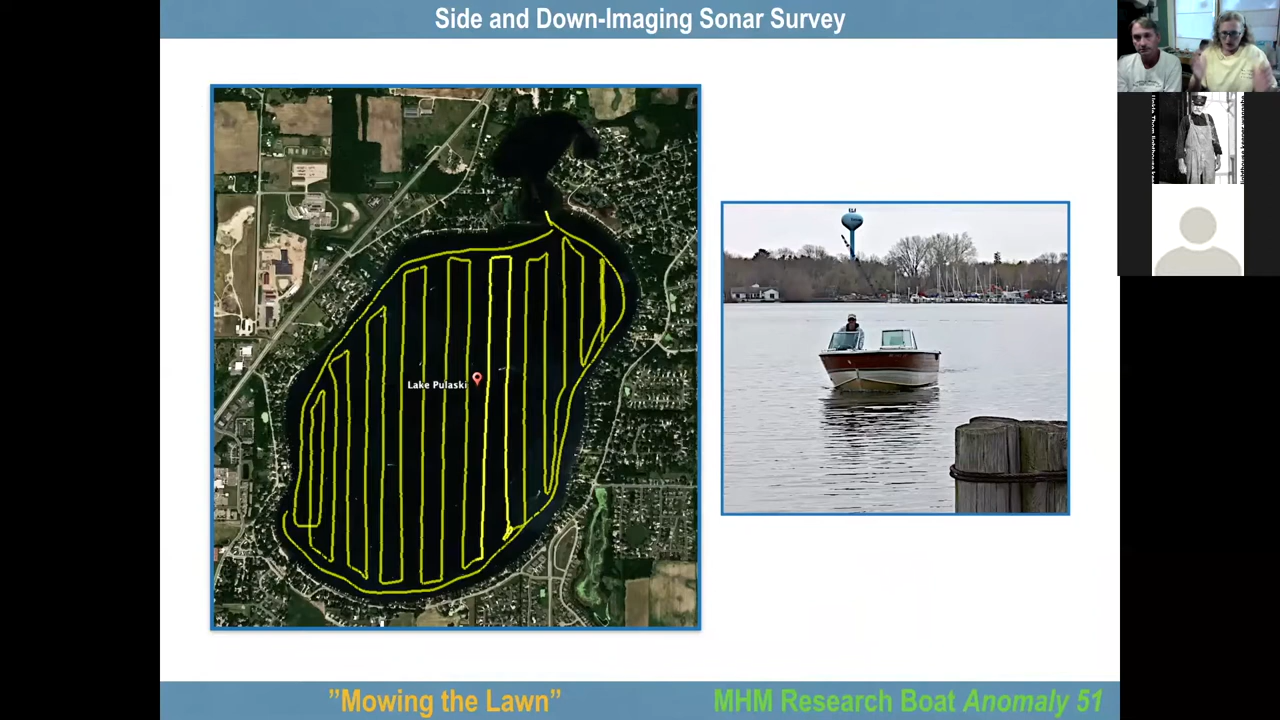 Side and Down-Imaging Sonar Survey
Lake Pulaski
”Mowing the Lawn”
MHM Research Boat Anomaly 51